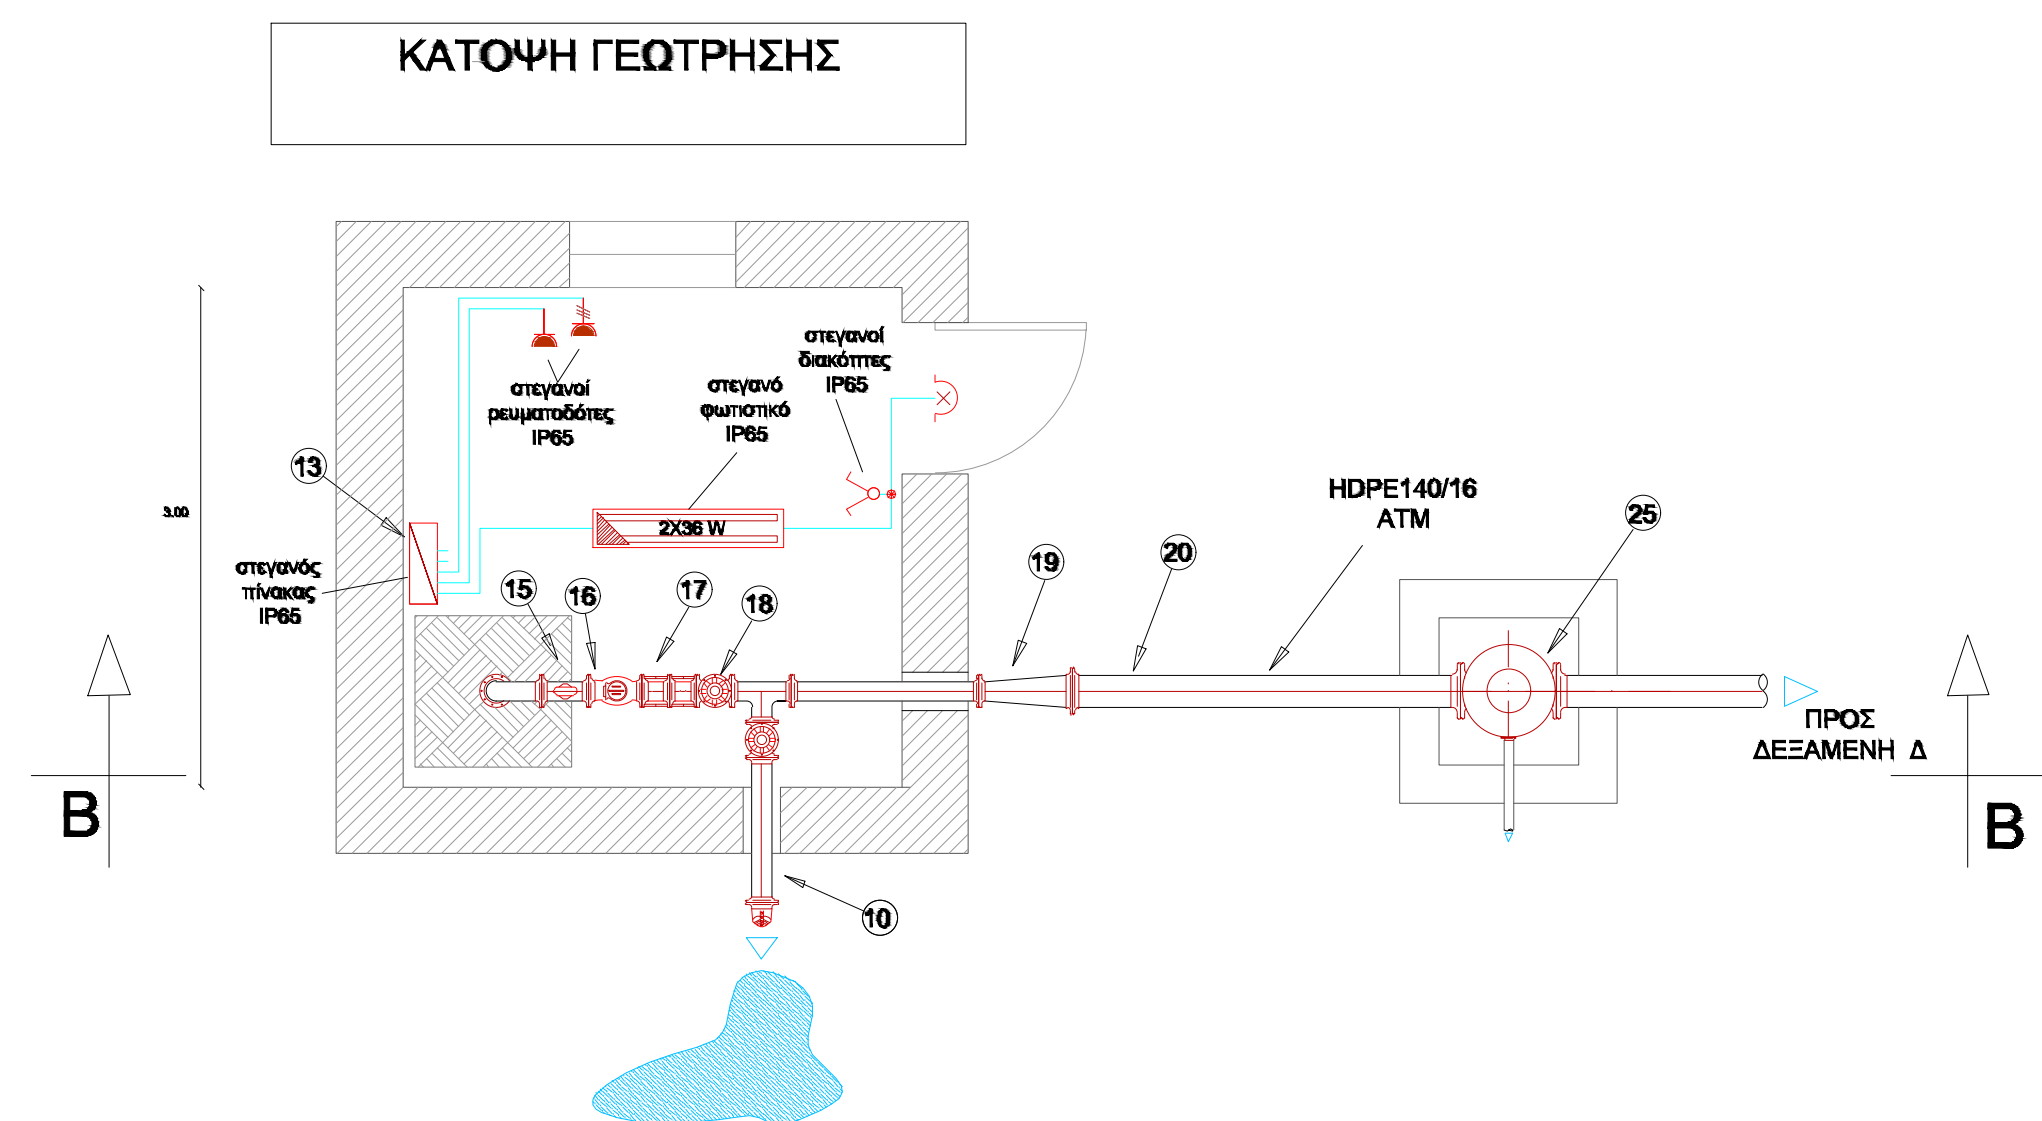 ΚΑΤΟΨΗ ΓΕΩΤΡΗΣΗΣ
στεγανοί
διακόπτες
IP65
στεγανοί
ρευματοδότες
IP65
στεγανό
φωτιστικό
IP65
13
HDPE140/16
ATM
25
3.00
2X36 W
στεγανός
πίνακας
IP65
15
16
17
18
19
20
ΠΡΟΣ
ΔΕΞΑΜΕΝΗ Δ
B
B
10